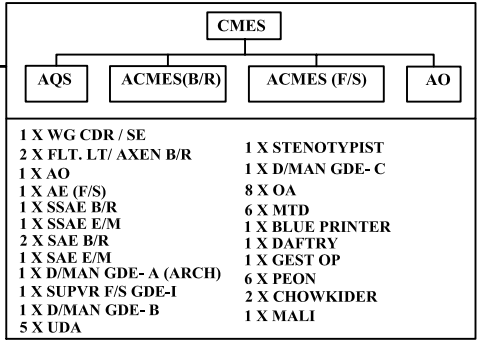 CMES
AQS
ACMES(B/R)
ACMES (F/S)
AO
1 X WG CDR / SE
2 X FLT. LT/ AXEN B/R
1 X AO
1 X AE (F/S)
1 X SSAE B/R
1 X SSAE E/M
2 X SAE B/R
1 X SAE E/M
1 X D/MAN GDE- A (ARCH)
1 X SUPVR F/S GDE-I
1 X D/MAN GDE- B
5 X UDA
1 X STENOTYPIST
1 X D/MAN GDE- C
8 X OA
6 X MTD
1 X BLUE PRINTER
1 X DAFTRY
1 X GEST OP
6 X PEON
2 X CHOWKIDER
1 X MALI